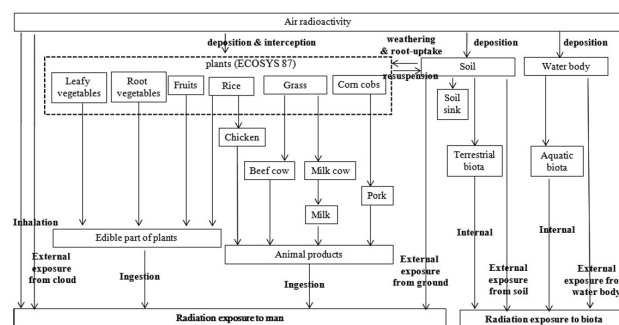 Air radioactivity
deposition & interception
weathering
& root-uptake
deposition
deposition
plants (ECOSYS 87)
resuspension
Soil
Water body
Leafy
vegetables
Root
vegetables
Fruits
Rice
Grass
Corn cobs
Soil
sink
Chicken
Beef cow
Milk cow
Terrestrial
biota
Aquatic
biota
Pork
Milk
Inhalation
Edible part of plants
Animal products
Internal
Internal
External
exposure
from cloud
Ingestion
Ingestion
External
exposure
from ground
External
exposure
from soil
External
exposure from
water body
Radiation exposure to man
Radiation exposure to biota